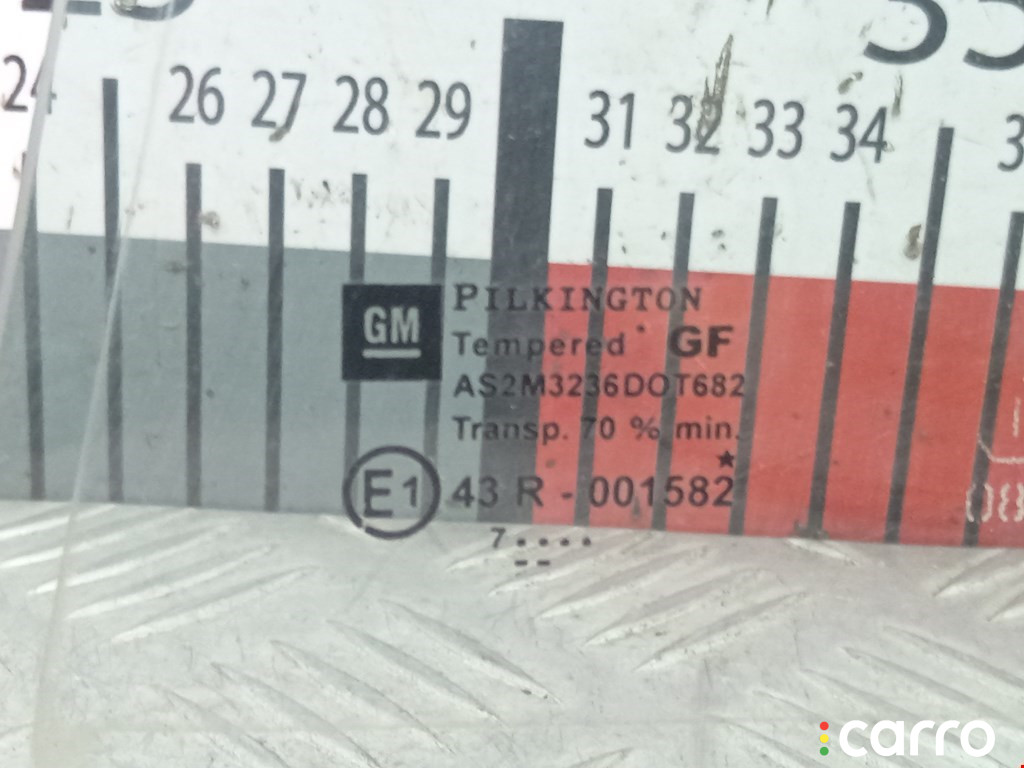 24 26 27 28 29 31 32 33 34
GM
PILKINGTON
Tempered GF
AS2M3236DOT682
Transp. 70 % min.
E1 43 R - 001582
7....
carro